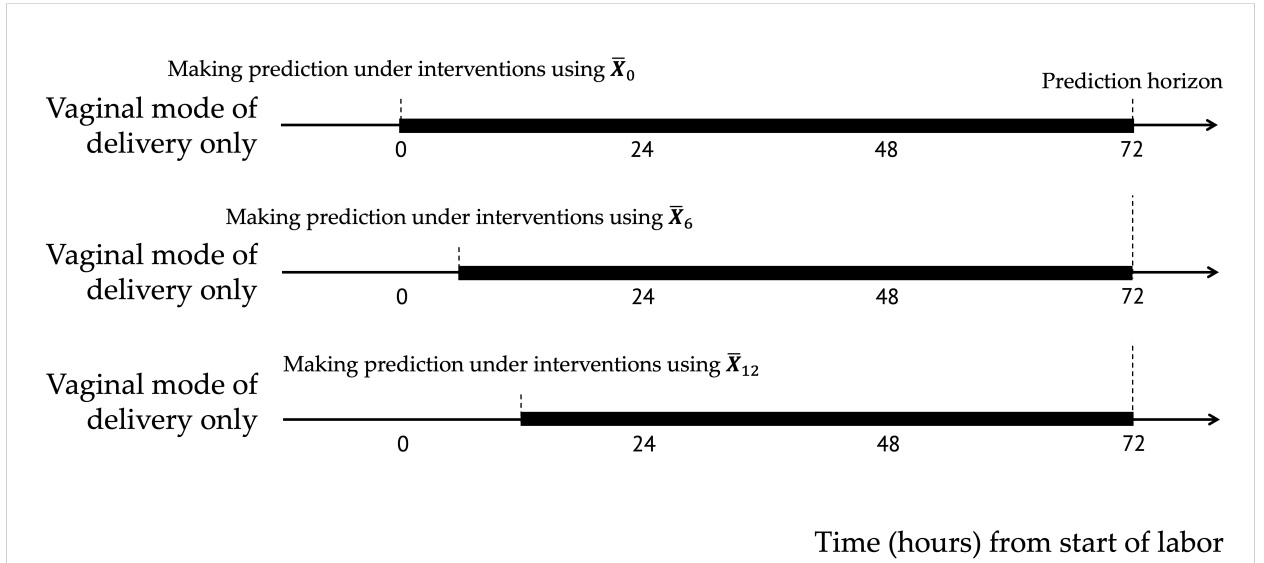 Making prediction under interventions using X̅₀
Prediction horizon
Vaginal mode of
delivery only
0 24 48 72
Making prediction under interventions using X̅₆
Vaginal mode of
delivery only
0 24 48 72
Making prediction under interventions using X̅₁₂
Vaginal mode of
delivery only
0 24 48 72
Time (hours) from start of labor